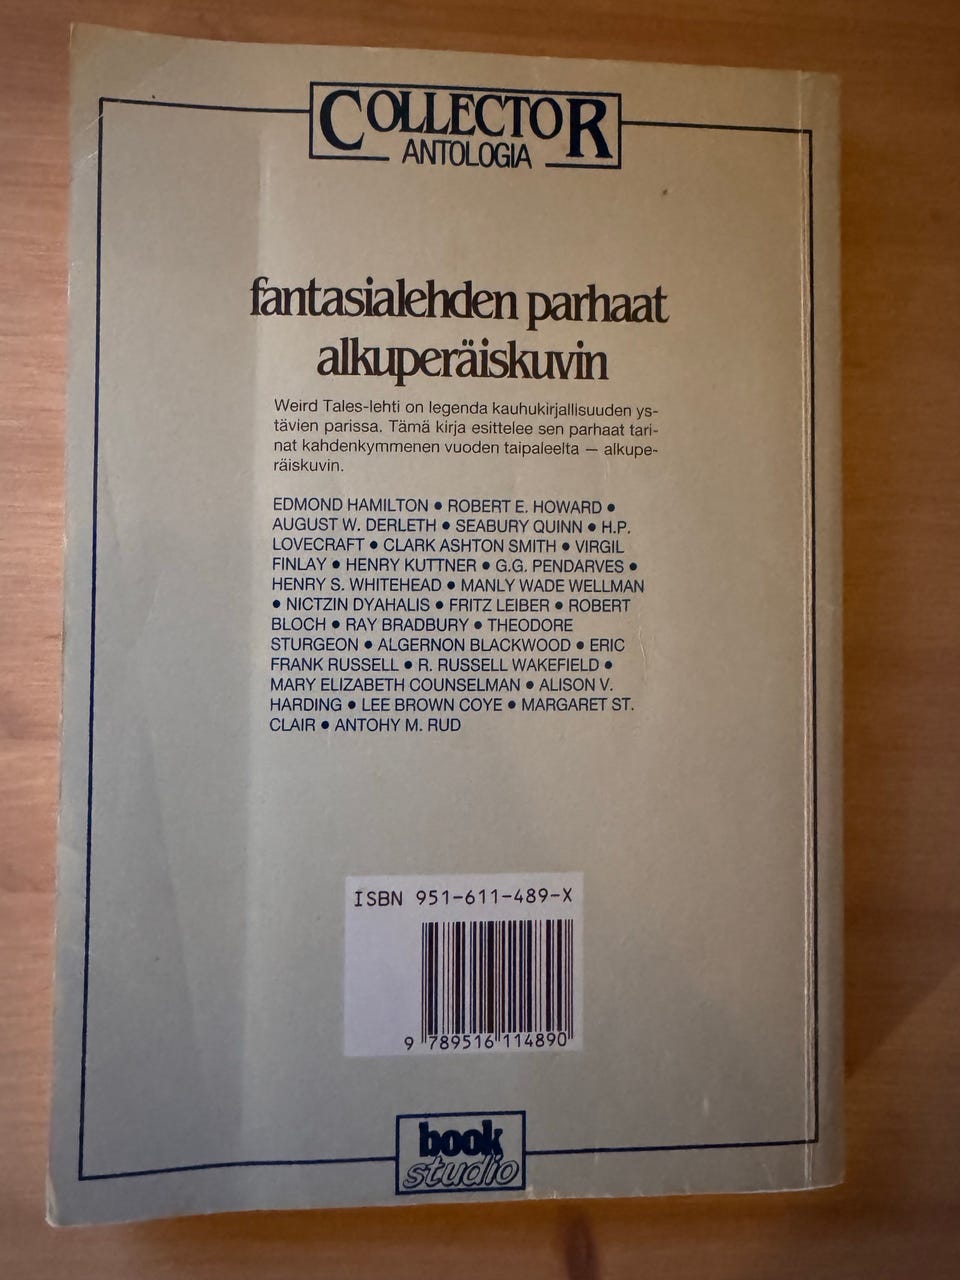 COLLECTOR
ANTOLOGIA
fantasialehden parhaat
alkuperäiskuvin
Weird Tales-lehti on legenda kauhukirjallisuuden ys-
tävien parissa. Tämä kirja esittelee sen parhaat tari-
nat kahdenkymmenen vuoden taipaleelta — alkupe-
räiskuvin.
EDMOND HAMILTON ● ROBERT E. HOWARD ●
AUGUST W. DERLETH ● SEABURY QUINN ● H.P.
LOVECRAFT ● CLARK ASHTON SMITH ● VIRGIL
FINLAY ● HENRY KUTTNER ● G.G. PENDARVES ●
HENRY S. WHITEHEAD ● MANLY WADE WELLMAN
● NICTZIN DYAHALIS ● FRITZ LEIBER ● ROBERT
BLOCH ● RAY BRADBURY ● THEODORE
STURGEON ● ALGERNON BLACKWOOD ● ERIC
FRANK RUSSELL ● R. RUSSELL WAKEFIELD ●
MARY ELIZABETH COUNSELMAN ● ALISON V.
HARDING ● LEE BROWN COYE ● MARGARET ST.
CLAIR ● ANTOHY M. RUD
ISBN 951-611-489-X
9 789516 114890
book
studio